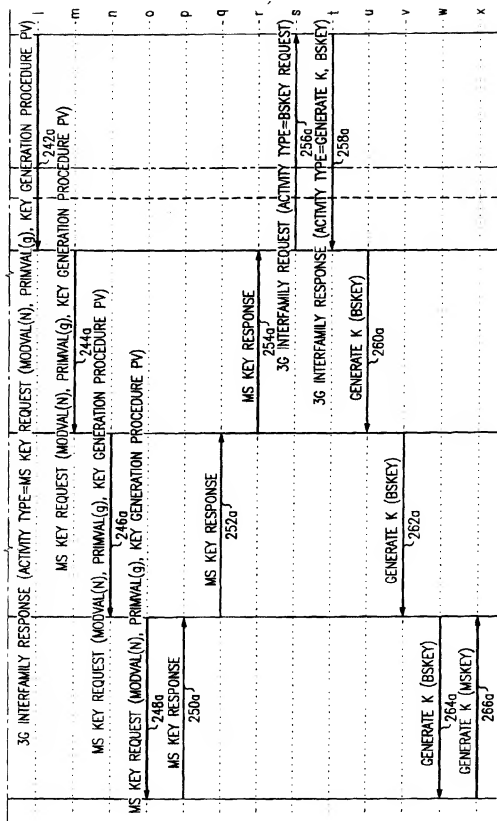 3G INTERFAMILY RESPONSE (ACTIVITY TYPE=MS KEY REQUEST (MODVAL(N), PRIMVAL(g), KEY GENERATION PROCEDURE PV)
l
242a
MS KEY REQUEST (MODVAL(N), PRIMVAL(g), KEY GENERATION PROCEDURE PV)
m
244a
MS KEY REQUEST (MODVAL(N), PRIMVAL(g), KEY GENERATION PROCEDURE PV)
n
246a
MS KEY REQUEST (MODVAL(N), PRIMVAL(g), KEY GENERATION PROCEDURE PV)
o
248a
MS KEY RESPONSE
p
250a
MS KEY RESPONSE
q
252a
MS KEY RESPONSE
r
254a
3G INTERFAMILY REQUEST (ACTIVITY TYPE=BSKEY REQUEST)
s
256a
3G INTERFAMILY RESPONSE (ACTIVITY TYPE=GENERATE K, BSKEY)
t
258a
GENERATE K (BSKEY)
u
260a
GENERATE K (BSKEY)
v
262a
GENERATE K (BSKEY)
w
264a
GENERATE K (MSKEY)
x
266a